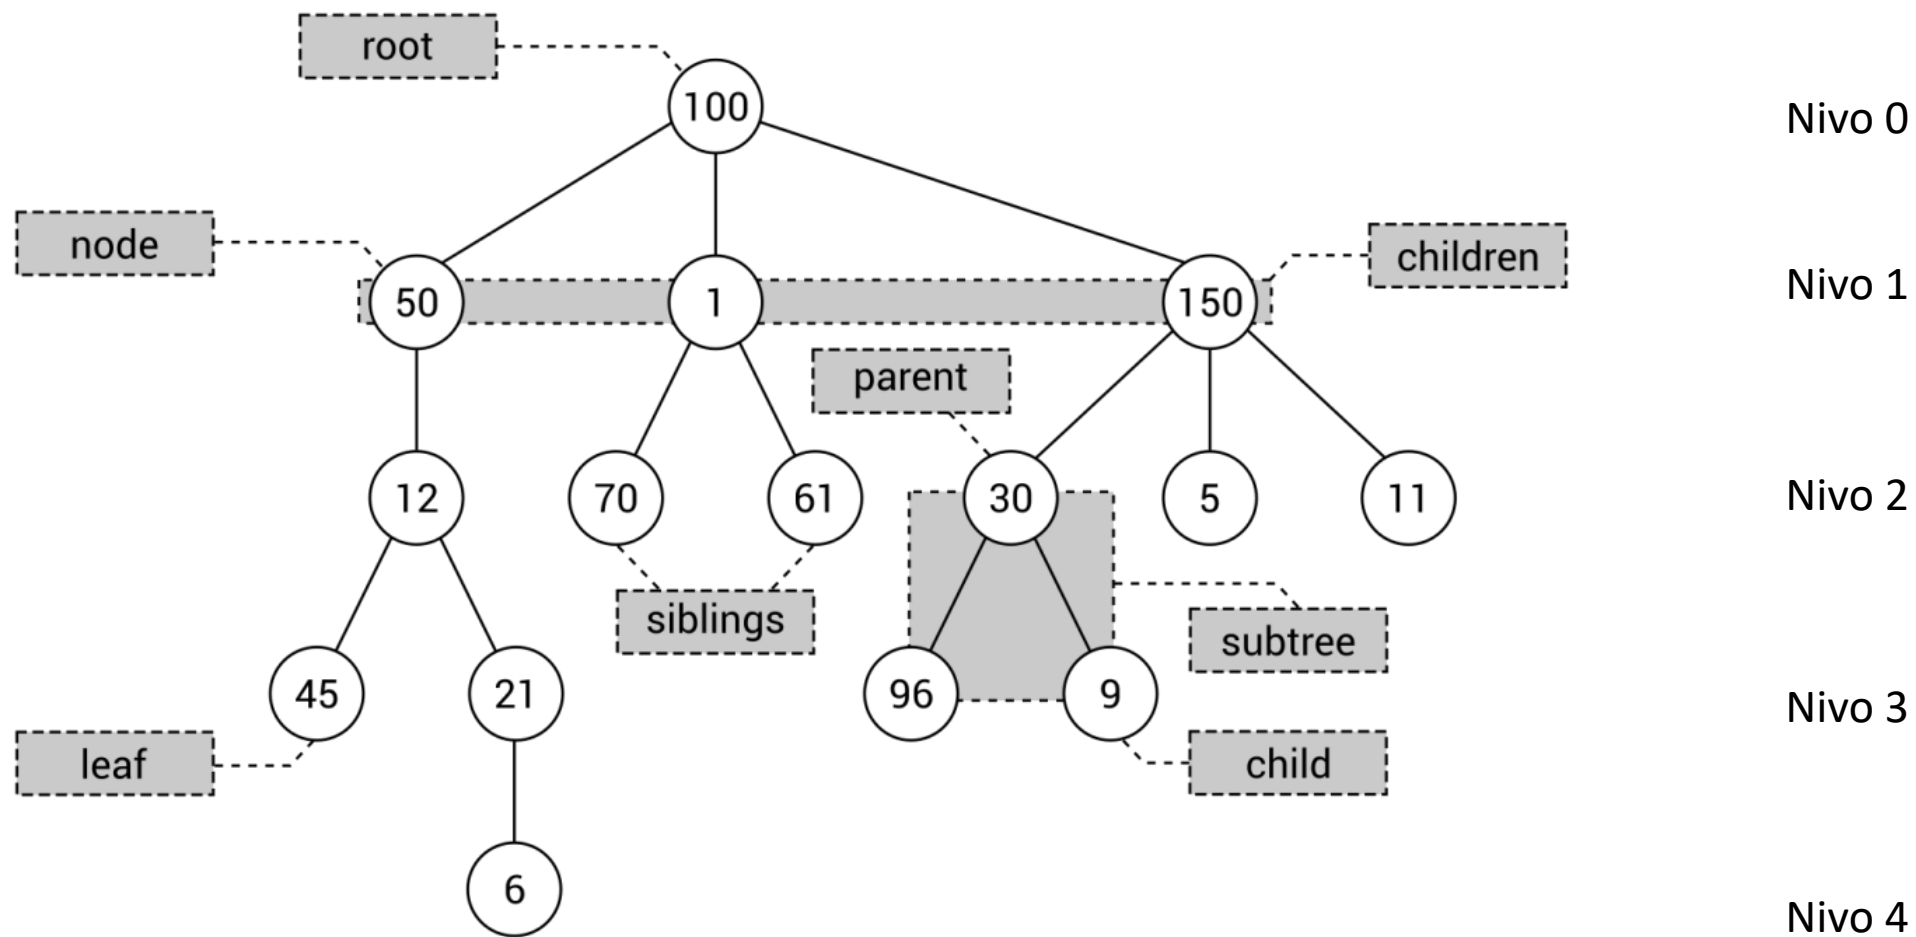 root
100
Nivo 0
node
children
50
1
150
Nivo 1
parent
12
70
61
30
5
11
Nivo 2
siblings
subtree
45
21
96
9
Nivo 3
leaf
child
6
Nivo 4